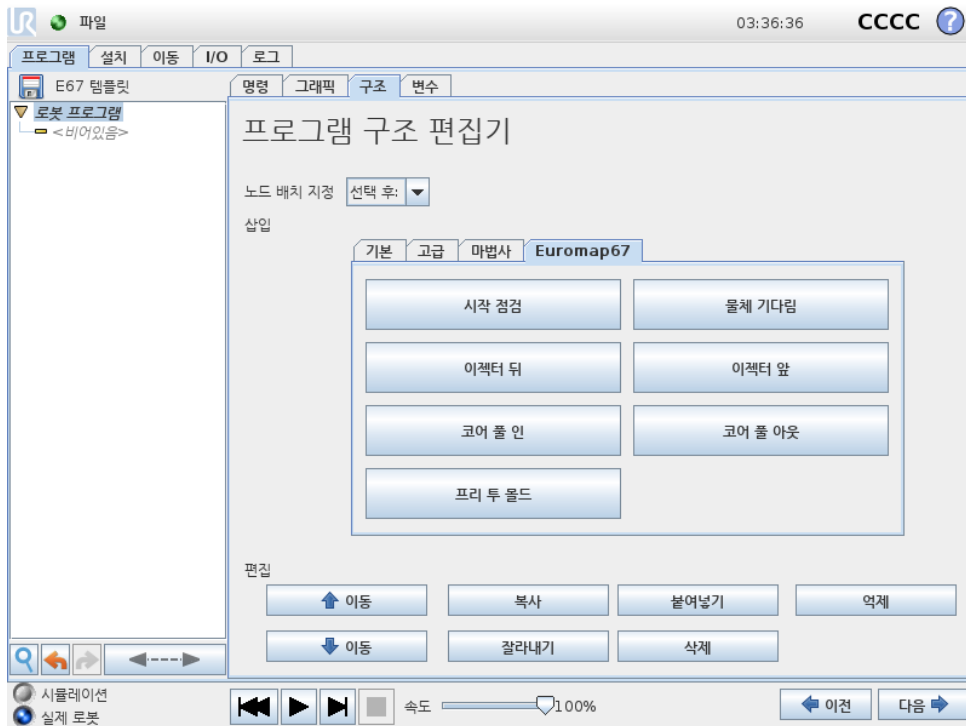 UR 파일 03:36:36 CCCC ?
프로그램 설치 이동 I/O 로그
E67 템플릿 명령 그래픽 구조 변수
로봇 프로그램
<비어있음>
프로그램 구조 편집기
노드 배치 지정 선택 후:
삽입
기본 고급 마법사 Euromap67
시작 점검 물체 기다림
이젝터 뒤 이젝터 앞
코어 풀 인 코어 풀 아웃
프리 투 몰드
편집
이동 복사 붙여넣기 억제
이동 잘라내기 삭제
시뮬레이션
실제 로봇
속도 100% 이전 다음